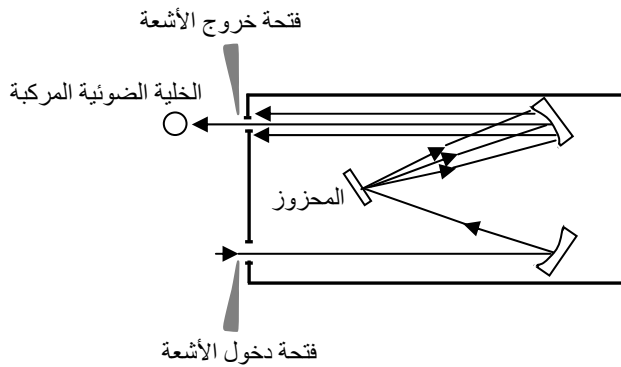 فتحة خروج الأشعة
الخلية الضوئية المركبة
المحزوز
فتحة دخول الأشعة